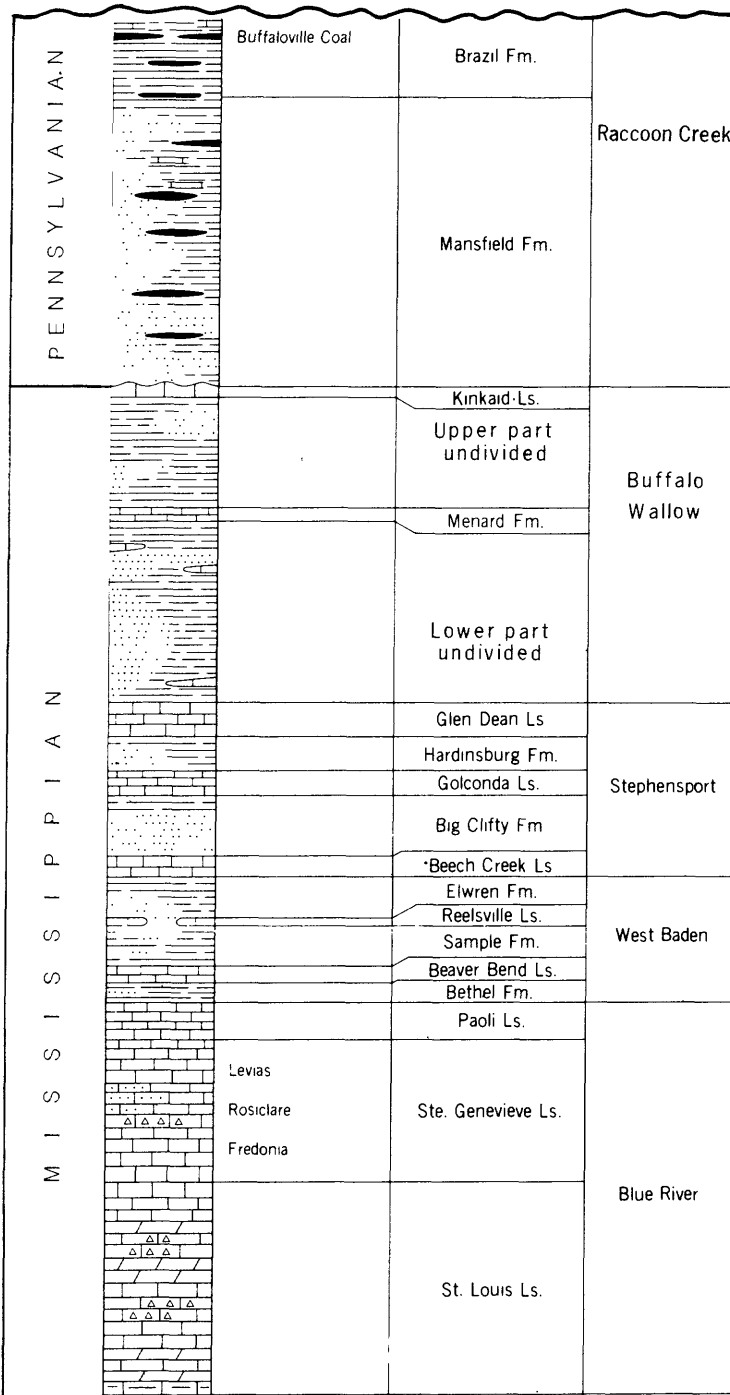 PENNSYLVANIAN
Buffaloville Coal
Brazil Fm.
Raccoon Creek
Mansfield Fm.
MISSISSIPPIAN
Kinkaid Ls.
Upper part
undivided
Buffalo
Wallow
Menard Fm.
Lower part
undivided
Glen Dean Ls
Hardinsburg Fm.
Golconda Ls.
Stephensport
Big Clifty Fm
Beech Creek Ls
Elwren Fm.
Reelsville Ls.
West Baden
Sample Fm.
Beaver Bend Ls.
Bethel Fm.
Paoli Ls.
Levias
Rosiclare
Ste. Genevieve Ls.
Fredonia
Blue River
St. Louis Ls.